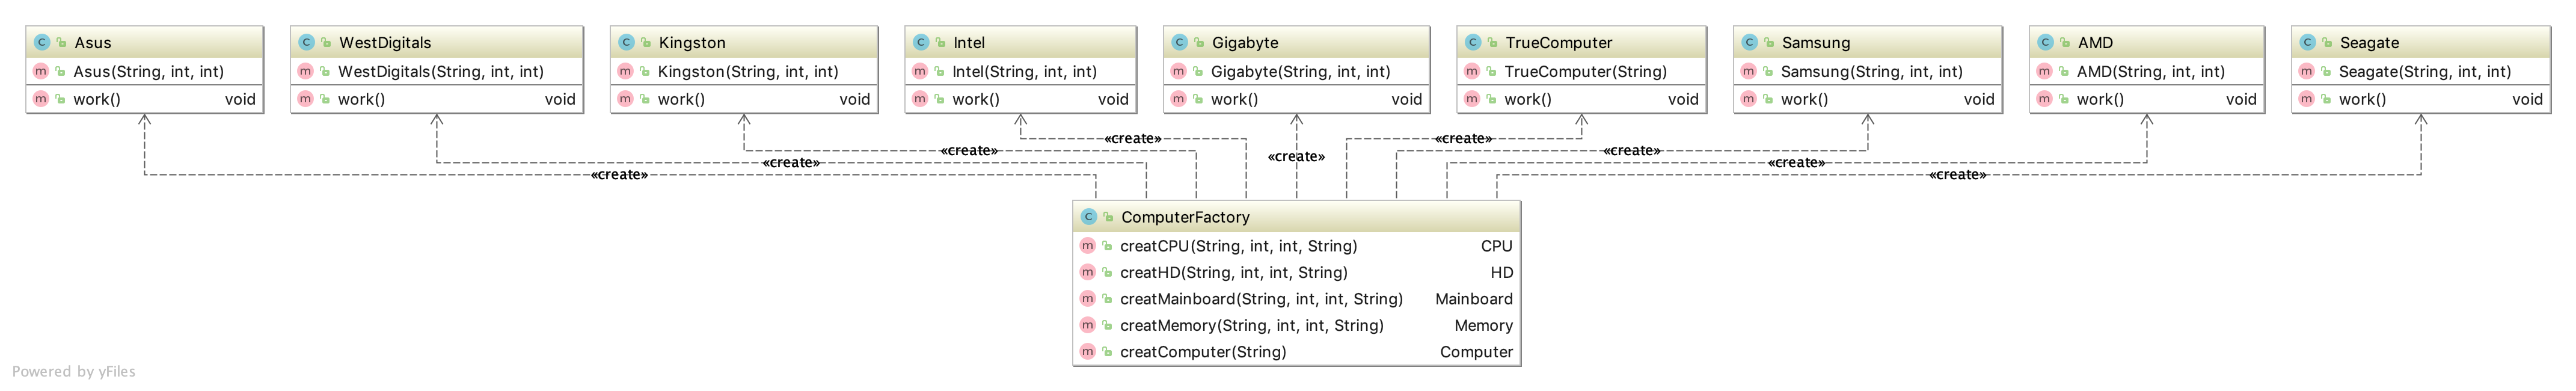 Asus
Asus(String, int, int)
work() void
WestDigitals
WestDigitals(String, int, int)
work() void
Kingston
Kingston(String, int, int)
work() void
Intel
Intel(String, int, int)
work() void
Gigabyte
Gigabyte(String, int, int)
work() void
TrueComputer
TrueComputer(String)
work() void
Samsung
Samsung(String, int, int)
work() void
AMD
AMD(String, int, int)
work() void
Seagate
Seagate(String, int, int)
work() void
«create»
«create»
«create»
«create»
«create»
«create»
«create»
«create»
«create»
ComputerFactory
creatCPU(String, int, int, String) CPU
creatHD(String, int, int, String) HD
creatMainboard(String, int, int, String) Mainboard
creatMemory(String, int, int, String) Memory
creatComputer(String) Computer
Powered by yFiles